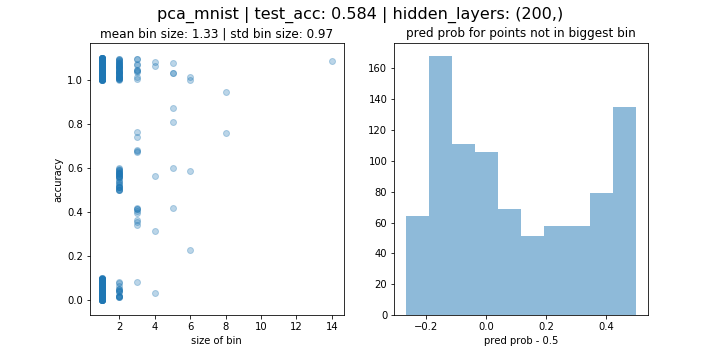 pca_mnist | test_acc: 0.584 | hidden_layers: (200,)
mean bin size: 1.33 | std bin size: 0.97
pred prob for points not in biggest bin
1.0
0.8
0.6
0.4
0.2
0.0
accuracy
2 4 6 8 10 12 14
size of bin
160
140
120
100
80
60
40
20
0
−0.2 0.0 0.2 0.4
pred prob - 0.5